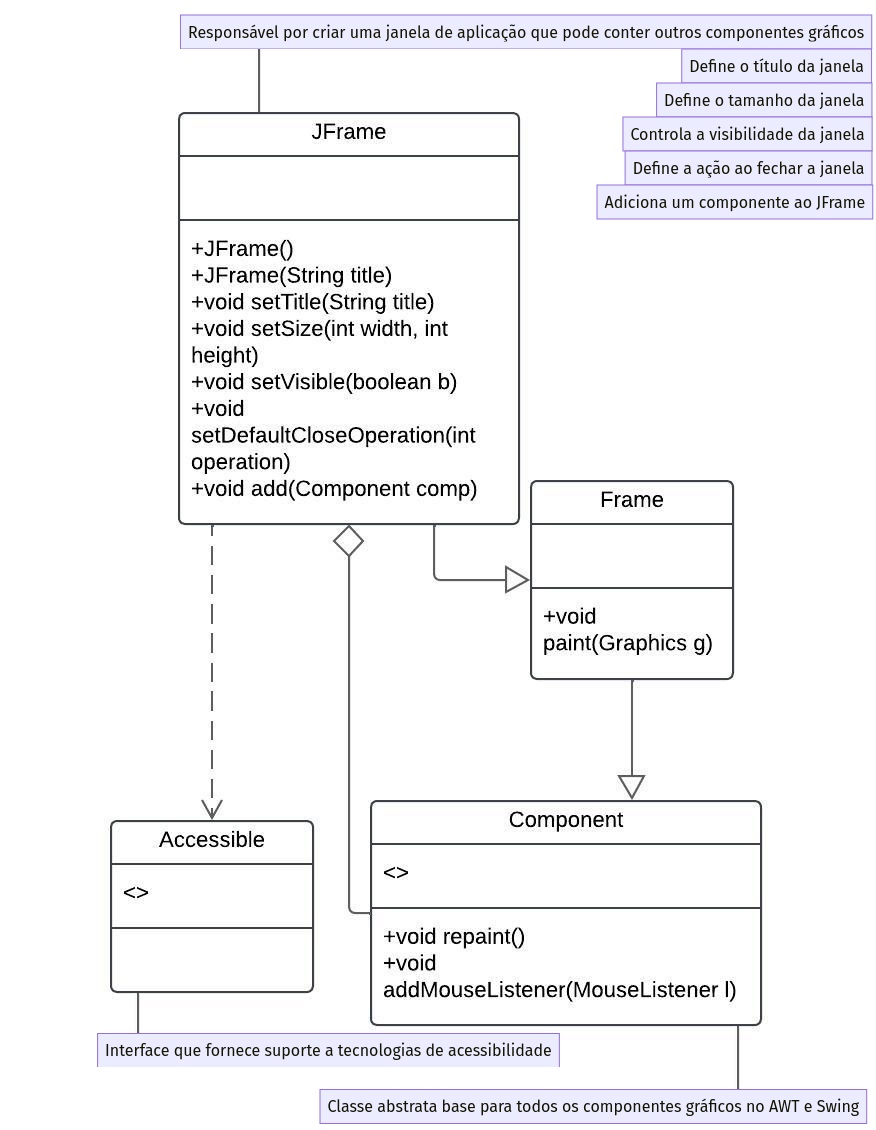 Responsável por criar uma janela de aplicação que pode conter outros componentes gráficos
Define o título da janela
Define o tamanho da janela
Controla a visibilidade da janela
Define a ação ao fechar a janela
Adiciona um componente ao JFrame
JFrame
+JFrame()
+JFrame(String title)
+void setTitle(String title)
+void setSize(int width, int
height)
+void setVisible(boolean b)
+void
setDefaultCloseOperation(int
operation)
+void add(Component comp)
Frame
+void
paint(Graphics g)
Accessible
<>
Component
<>
+void repaint()
+void
addMouseListener(MouseListener l)
Interface que fornece suporte a tecnologias de acessibilidade
Classe abstrata base para todos os componentes gráficos no AWT e Swing